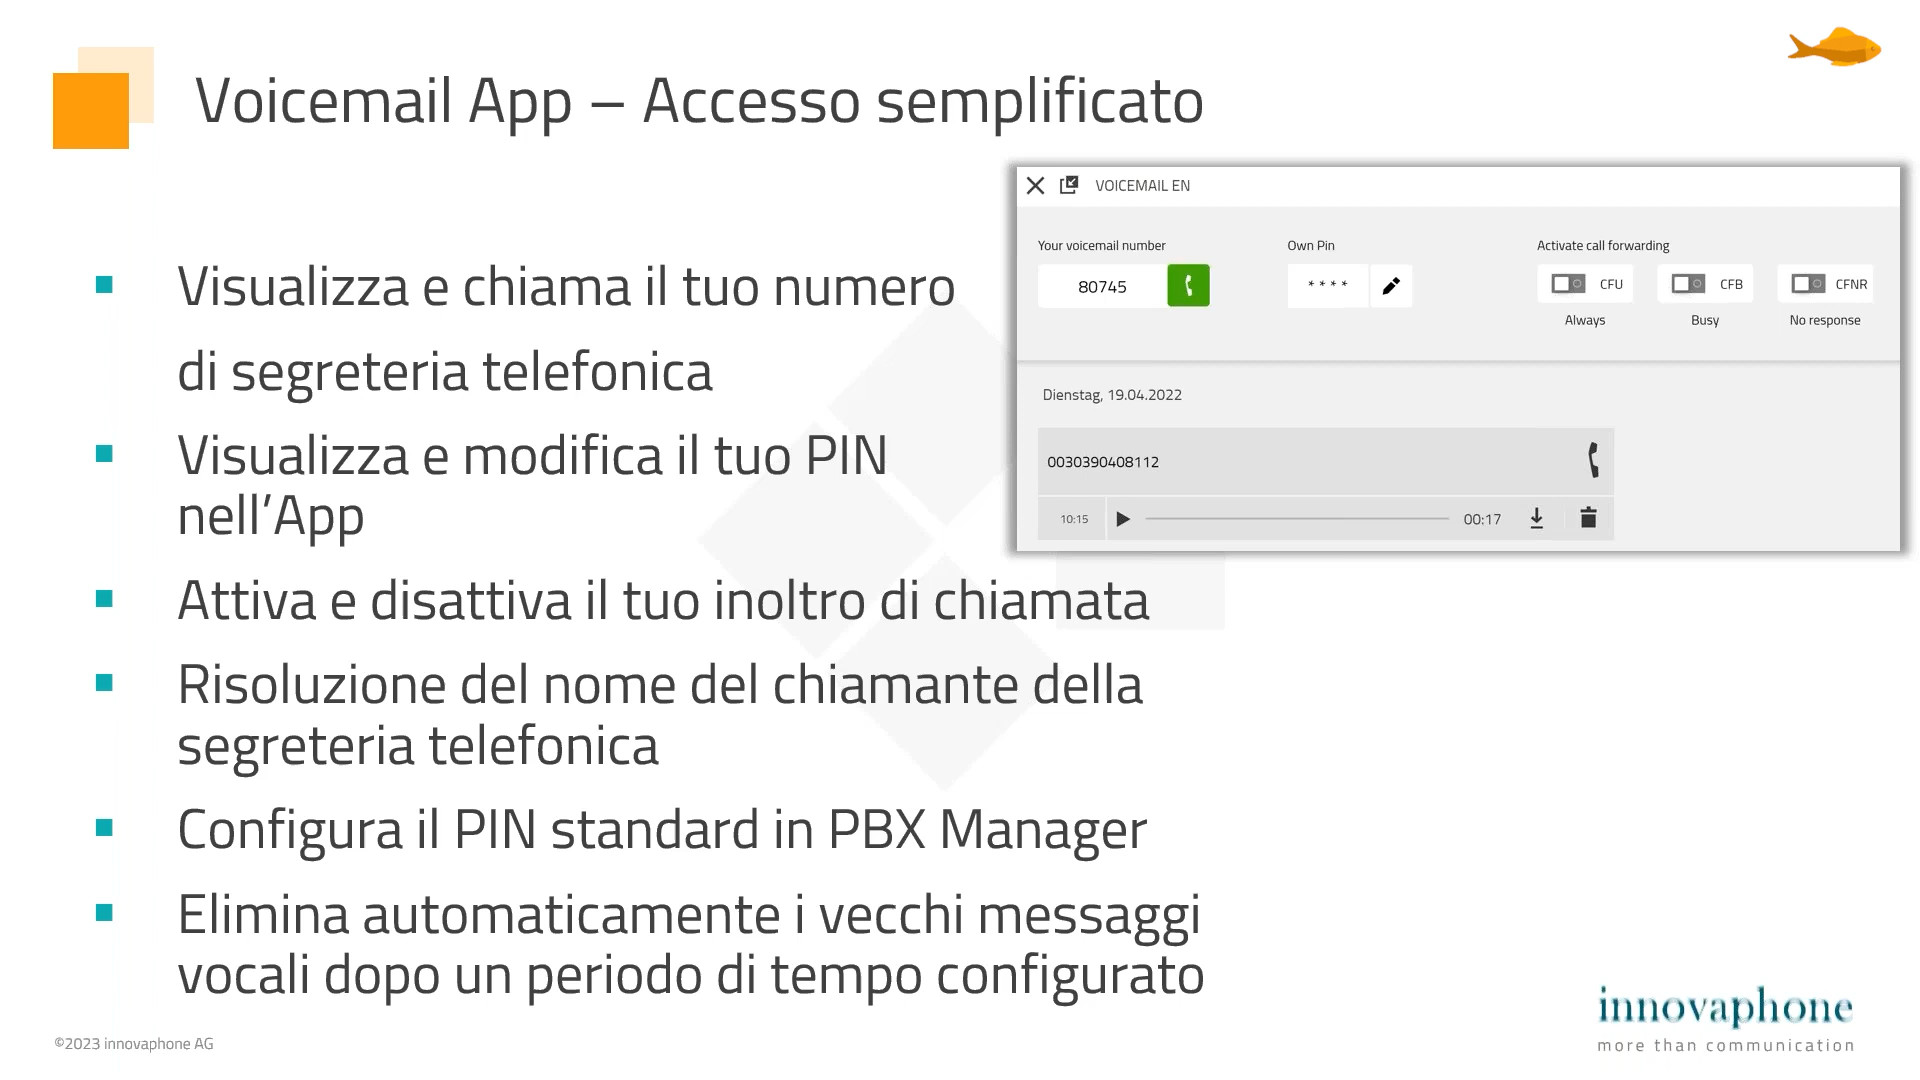 Voicemail App – Accesso semplificato
Visualizza e chiama il tuo numero
di segreteria telefonica
Visualizza e modifica il tuo PIN
nell’App
Attiva e disattiva il tuo inoltro di chiamata
Risoluzione del nome del chiamante della
segreteria telefonica
Configura il PIN standard in PBX Manager
Elimina automaticamente i vecchi messaggi
vocali dopo un periodo di tempo configurato
VOICEMAIL EN
Your voicemail number
Own Pin
Activate call forwarding
80745
* * * *
CFU
CFB
CFNR
Always
Busy
No response
Dienstag, 19.04.2022
0030390408112
10:15
00:17
©2023 innovaphone AG
innovaphone
more than communication